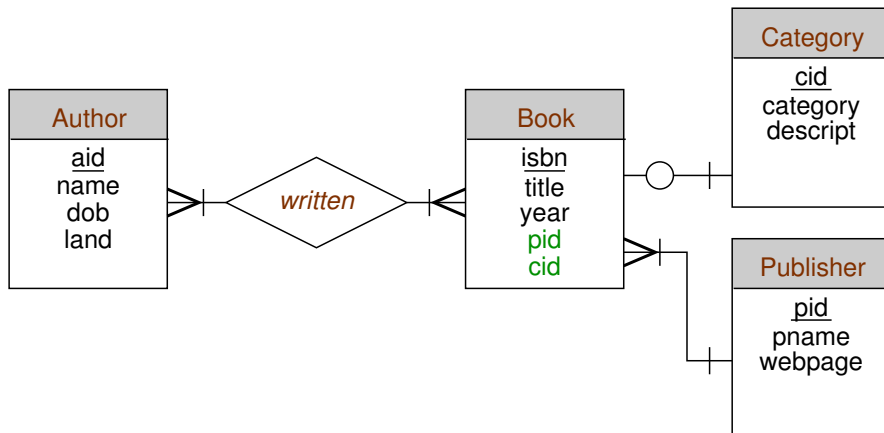 Author
aid
name
dob
land
written
Book
isbn
title
year
pid
cid
Category
cid
category
descript
Publisher
pid
pname
webpage